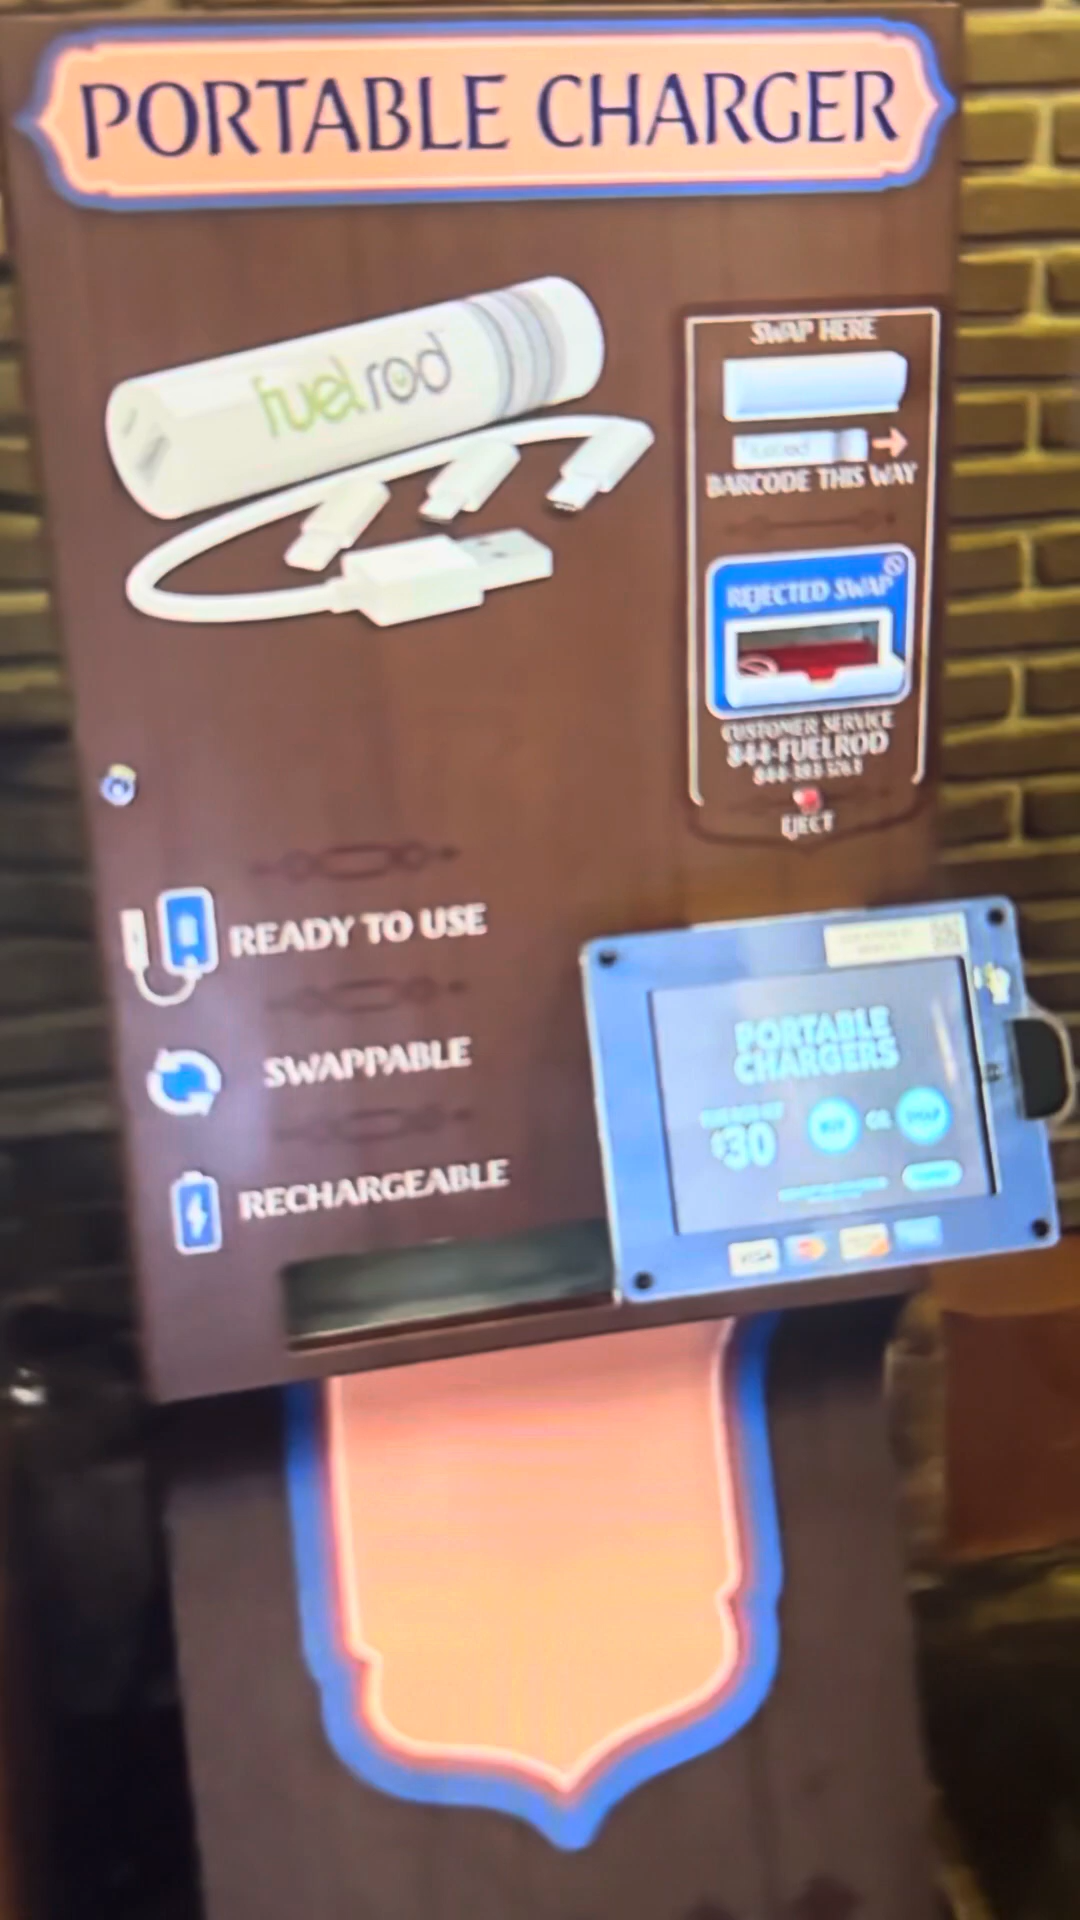 PORTABLE CHARGER
fuelrod
SWAP HERE
BARCODE THIS WAY
REJECTED SWAP
CUSTOMER SERVICE
844-FUELROD
EJECT
READY TO USE
SWAPPABLE
RECHARGEABLE
PORTABLE
CHARGERS
$30
BUY OR SWAP
VISA